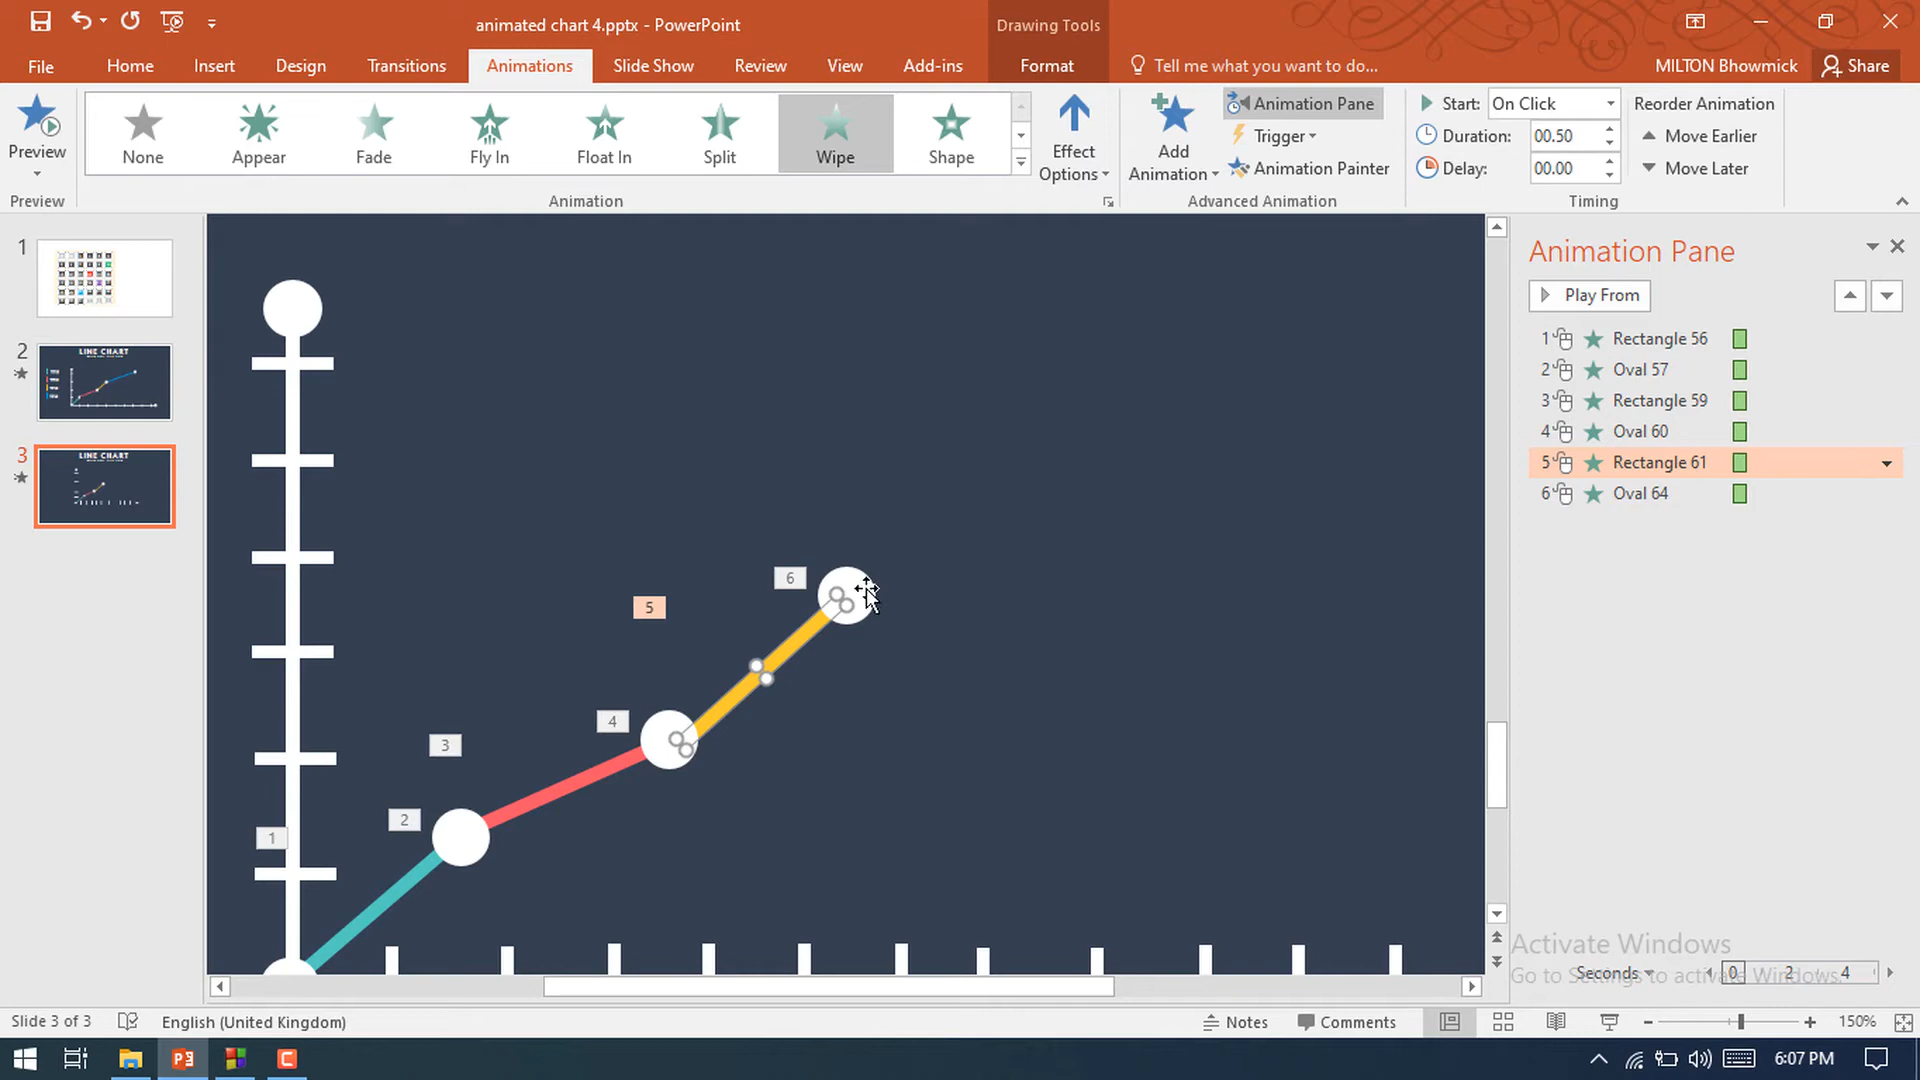 animated chart 4.pptx - PowerPoint
Drawing Tools
File Home Insert Design Transitions Animations Slide Show Review View Add-ins Format Tell me what you want to do... MILTON Bhowmick Share
Preview
None Appear Fade Fly In Float In Split Wipe Shape
Effect Options
Add Animation
Animation Pane
Trigger
Animation Painter
Start: On Click
Duration: 00.50
Delay: 00.00
Reorder Animation
Move Earlier
Move Later
Preview Animation Advanced Animation Timing
1
2
LINE CHART
3
LINE CHART
6
5
4
3
2
1
Animation Pane
Play From
1 Rectangle 56
2 Oval 57
3 Rectangle 59
4 Oval 60
5 Rectangle 61
6 Oval 64
Activate Windows
Go to Settings to activate Windows.
Seconds 0 2 4
Slide 3 of 3 English (United Kingdom) Notes Comments 150%
6:07 PM